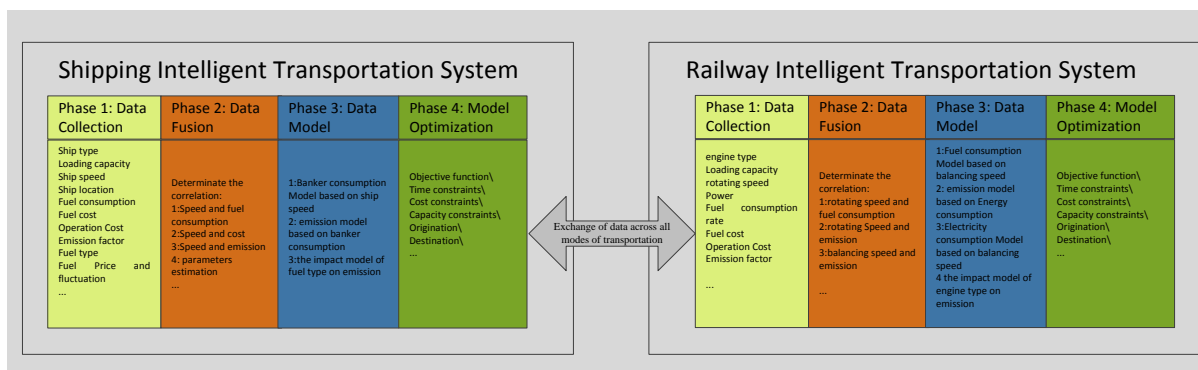 Shipping Intelligent Transportation System
Phase 1: Data
Collection
Ship type
Loading capacity
Ship speed
Ship location
Fuel consumption
Fuel cost
Operation Cost
Emission factor
Fuel type
Fuel Price and
fluctuation
...
Phase 2: Data
Fusion
Determinate the
correlation:
1:Speed and fuel
consumption
2:Speed and cost
3:Speed and emission
4: parameters
estimation
...
Phase 3: Data
Model
1:Banker consumption
Model based on ship
speed
2: emission model
based on banker
consumption
3:the impact model of
fuel type on emission
Phase 4: Model
Optimization
Objective function\
Time constraints\
Cost constraints\
Capacity constraints\
Origination\
Destination\
...
Exchange of data across all
modes of transportation
Railway Intelligent Transportation System
Phase 1: Data
Collection
engine type
Loading capacity
rotating speed
Power
Fuel consumption
rate
Fuel cost
Operation Cost
Emission factor
...
Phase 2: Data
Fusion
Determinate the
correlation:
1:rotating speed and
fuel consumption
2:rotating Speed and
emission
3:balancing speed and
emission
...
Phase 3: Data
Model
1:Fuel consumption
Model based on
balancing speed
2: emission model
based on Energy
consumption
3:Electricity
consumption Model
based on balancing
speed
4 the impact model of
engine type on
emission
Phase 4: Model
Optimization
Objective function\
Time constraints\
Cost constraints\
Capacity constraints\
Origination\
Destination\
...